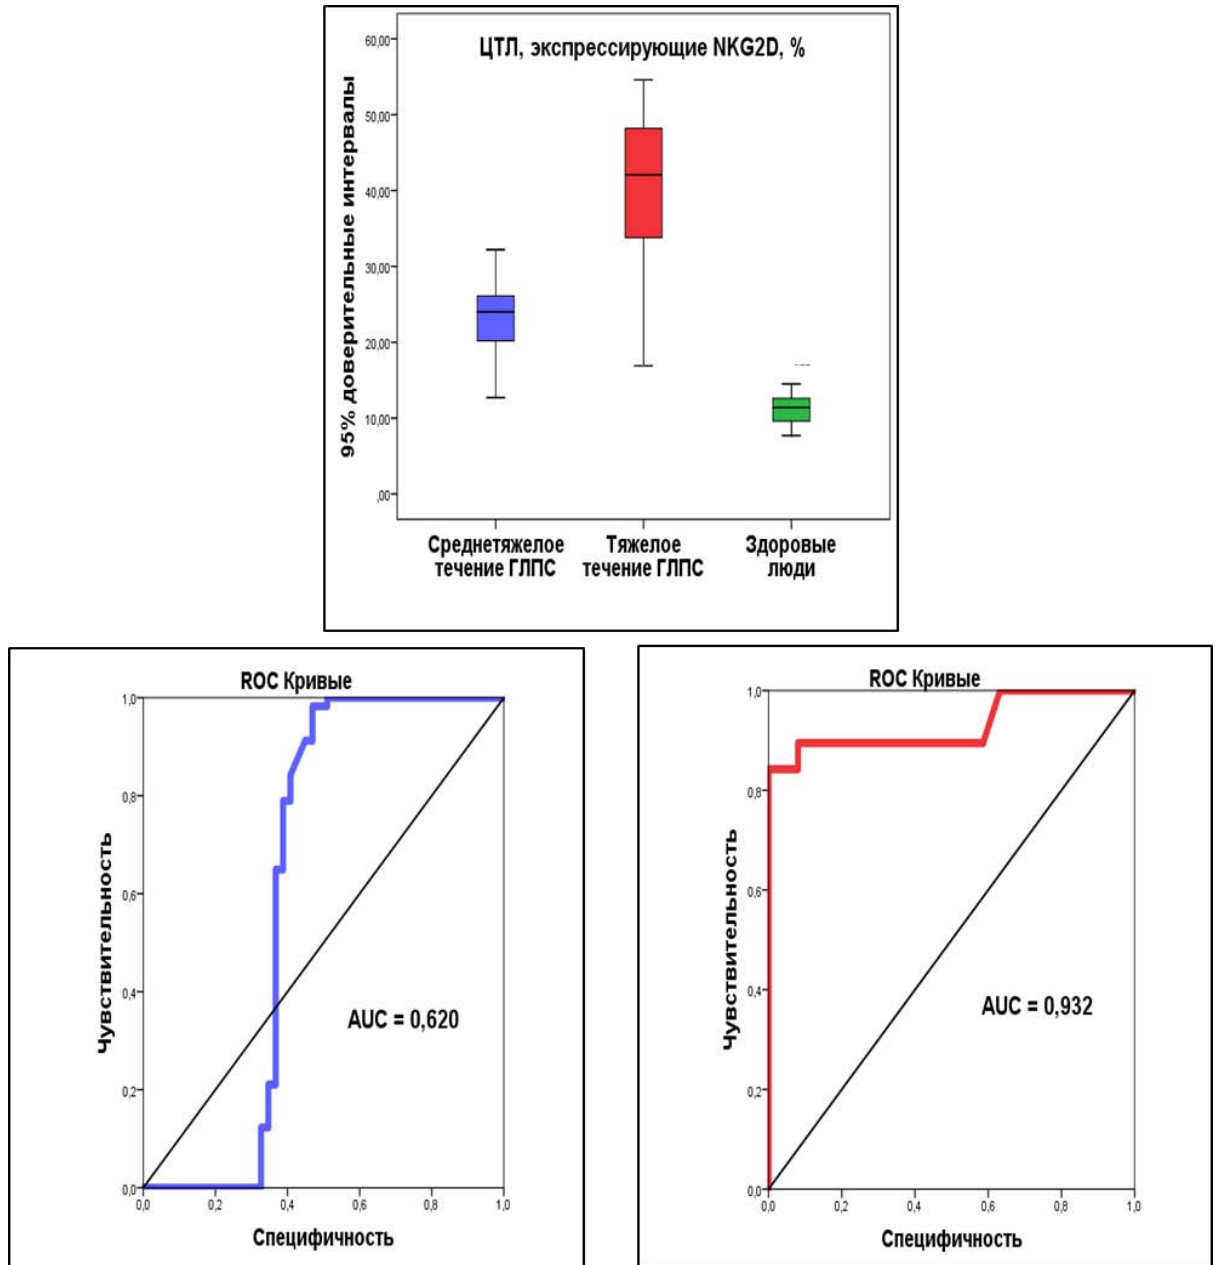 ЦТЛ, экспрессирующие NKG2D, %
95% доверительные интервалы
60,00
50,00
40,00
30,00
20,00
10,00
,00
Среднетяжелое
течение ГЛПС
Тяжелое
течение ГЛПС
Здоровые
люди
ROC Кривые
Чувствительность
1,0
0,8
0,6
0,4
0,2
0,0
AUC = 0,620
0,0 0,2 0,4 0,6 0,8 1,0
Специфичность
ROC Кривые
Чувствительность
1,0
0,8
0,6
0,4
0,2
0,0
AUC = 0,932
0,0 0,2 0,4 0,6 0,8 1,0
Специфичность